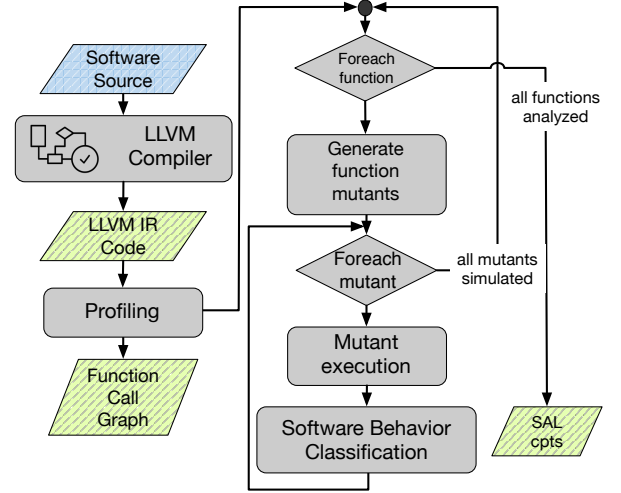 Software
Source
LLVM
Compiler
LLVM IR
Code
Profiling
Function
Call
Graph
Foreach
function
all functions
analyzed
Generate
function
mutants
Foreach
mutant
all mutants
simulated
Mutant
execution
Software Behavior
Classification
SAL
cpts